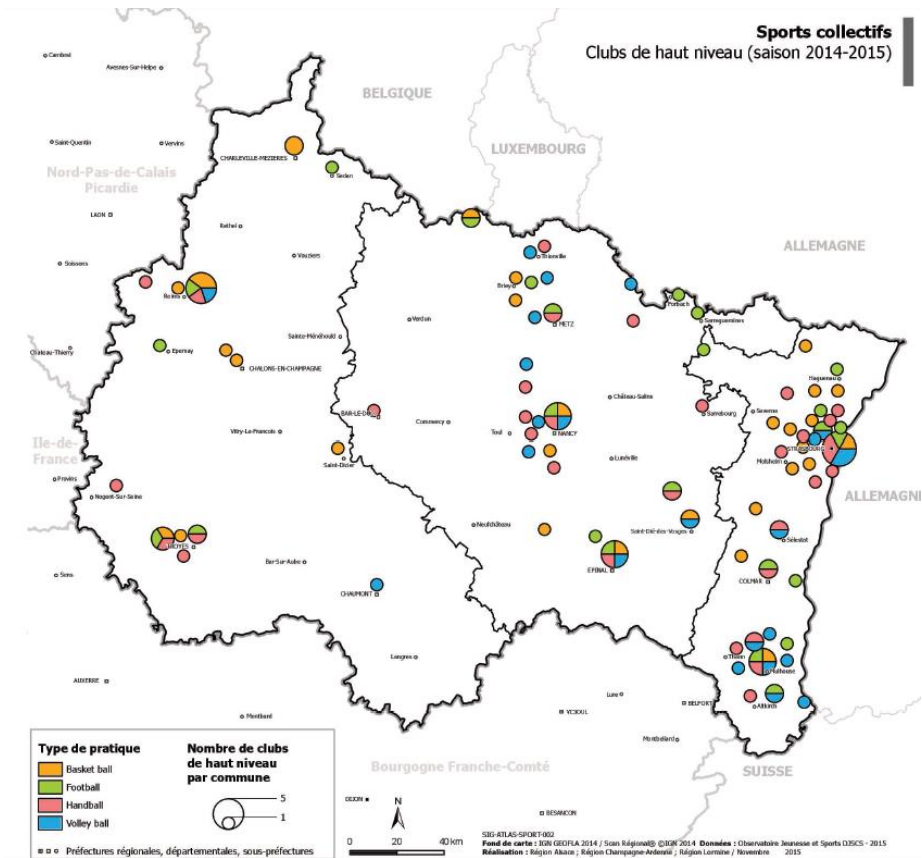 Sports collectifs
Clubs de haut niveau (saison 2014-2015)
Cambrai
Avesnes-Sur-Helpe
BELGIQUE
Saint-Quentin
Vervins
CHARLEVILLE-MEZIERES
LUXEMBOURG
Nord-Pas-de-Calais
Picardie
Sedan
LAON
Rethel
ALLEMAGNE
Soissons
Vouziers
Thionville
Reims
Briey
Forbach
Verdun
METZ
Sarreguemines
Sainte-Ménéhould
Chateau-Thierry
Epernay
CHALONS-EN-CHAMPAGNE
Haguenau
Château-Salins
BAR-LE-DUC
Sarrebourg
Saverne
Commercy
Toul
NANCY
Vitry-Le-Francois
STRASBOURG
Ile-de-
France
Saint-Dizier
Lunéville
Molsheim
Provins
Nogent-Sur-Seine
ALLEMAGNE
Neufchâteau
Saint-Dié-des-Vosges
Sélestat
TROYES
Sens
Bar-Sur-Aube
EPINAL
COLMAR
CHAUMONT
Langres
Thann
Mulhouse
AUXERRE
Lure
Altkirch
Montbard
VESOUL
BELFORT
Montbeliard
SUISSE
Bourgogne Franche-Comté
DIJON
BESANCON
Type de pratique
Basket ball
Football
Handball
Volley ball
Nombre de clubs
de haut niveau
par commune
5
1
Préfectures régionales, départementales, sous-préfectures
N
0 20 40 km
SIG-ATLAS-SPORT-002
Fond de carte : IGN GEOFLA 2014 / Scan Régional® ©IGN 2014 Données : Observatoire Jeunesse et Sports DJSCS - 2015
Réalisation : Région Alsace ; Région Champagne-Ardenne ; Région Lorraine / Novembre 2015